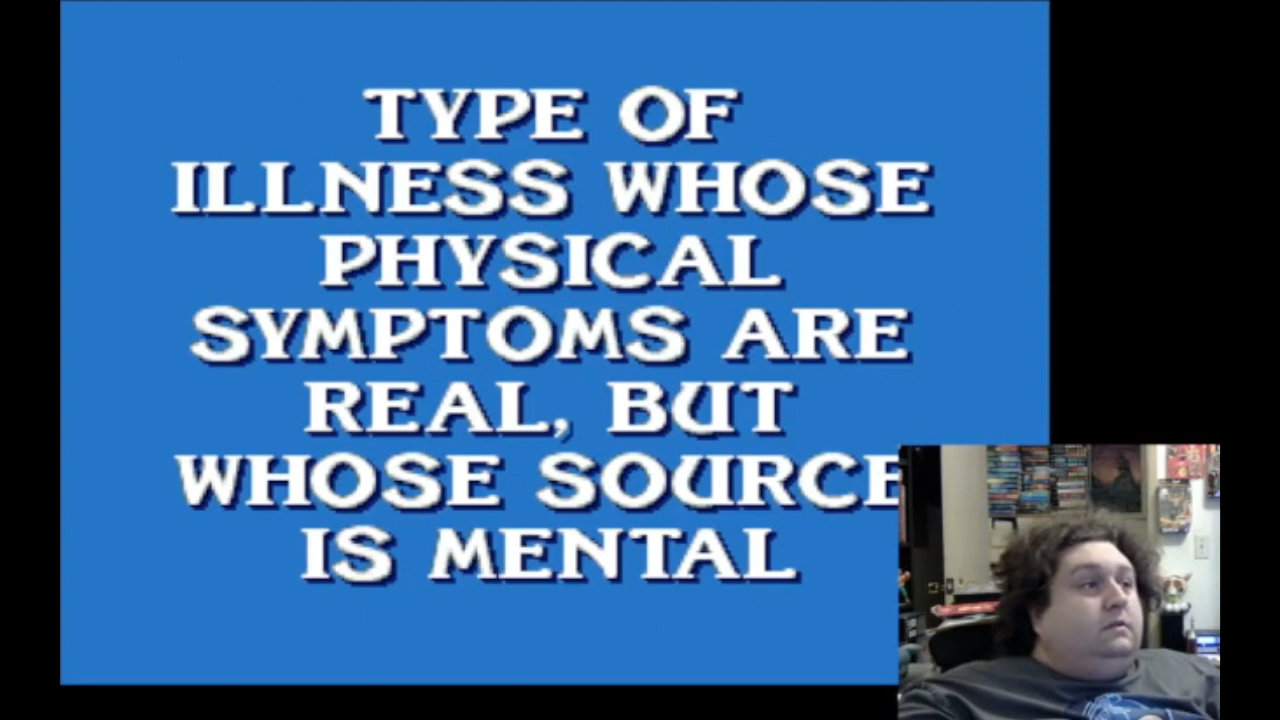 TYPE OF
ILLNESS WHOSE
PHYSICAL
SYMPTOMS ARE
REAL, BUT
WHOSE SOURCE
IS MENTAL